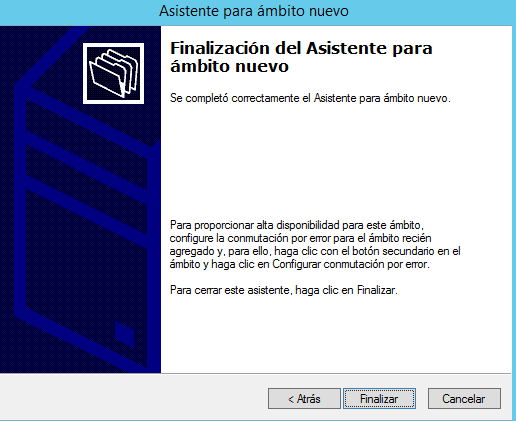 Asistente para ámbito nuevo
Finalización del Asistente para
ámbito nuevo
Se completó correctamente el Asistente para ámbito nuevo.
Para proporcionar alta disponibilidad para este ámbito,
configure la conmutación por error para el ámbito recién
agregado y, para ello, haga clic con el botón secundario en el
ámbito y haga clic en Configurar conmutación por error.
Para cerrar este asistente, haga clic en Finalizar.
< Atrás Finalizar Cancelar